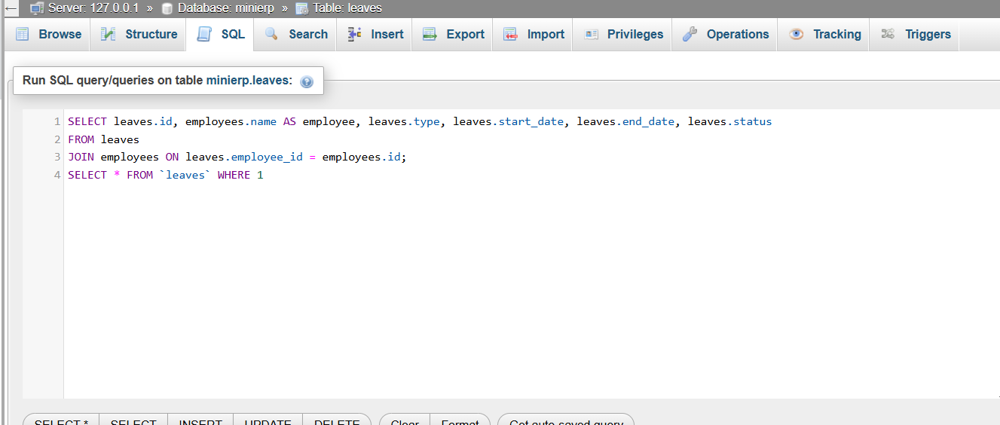 Server: 127.0.0.1 » Database: minierp » Table: leaves
Browse Structure SQL Search Insert Export Import Privileges Operations Tracking Triggers
Run SQL query/queries on table minierp.leaves:
1 SELECT leaves.id, employees.name AS employee, leaves.type, leaves.start_date, leaves.end_date, leaves.status
2 FROM leaves
3 JOIN employees ON leaves.employee_id = employees.id;
4 SELECT * FROM `leaves` WHERE 1
SELECT * SELECT INSERT UPDATE DELETE Clear Format Get auto-saved query